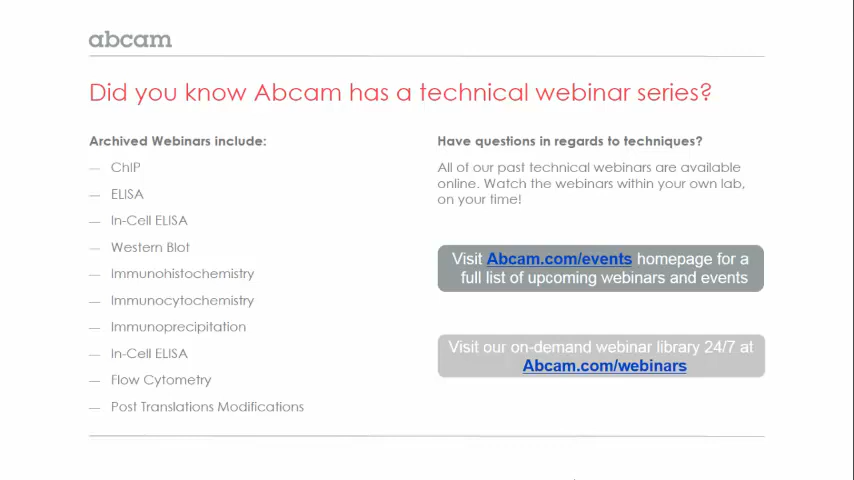 abcam
Did you know Abcam has a technical webinar series?
Archived Webinars include:
— ChIP
— ELISA
— In-Cell ELISA
— Western Blot
— Immunohistochemistry
— Immunocytochemistry
— Immunoprecipitation
— In-Cell ELISA
— Flow Cytometry
— Post Translations Modifications
Have questions in regards to techniques?
All of our past technical webinars are available
online. Watch the webinars within your own lab,
on your time!
Visit Abcam.com/events homepage for a
full list of upcoming webinars and events
Visit our on-demand webinar library 24/7 at
Abcam.com/webinars